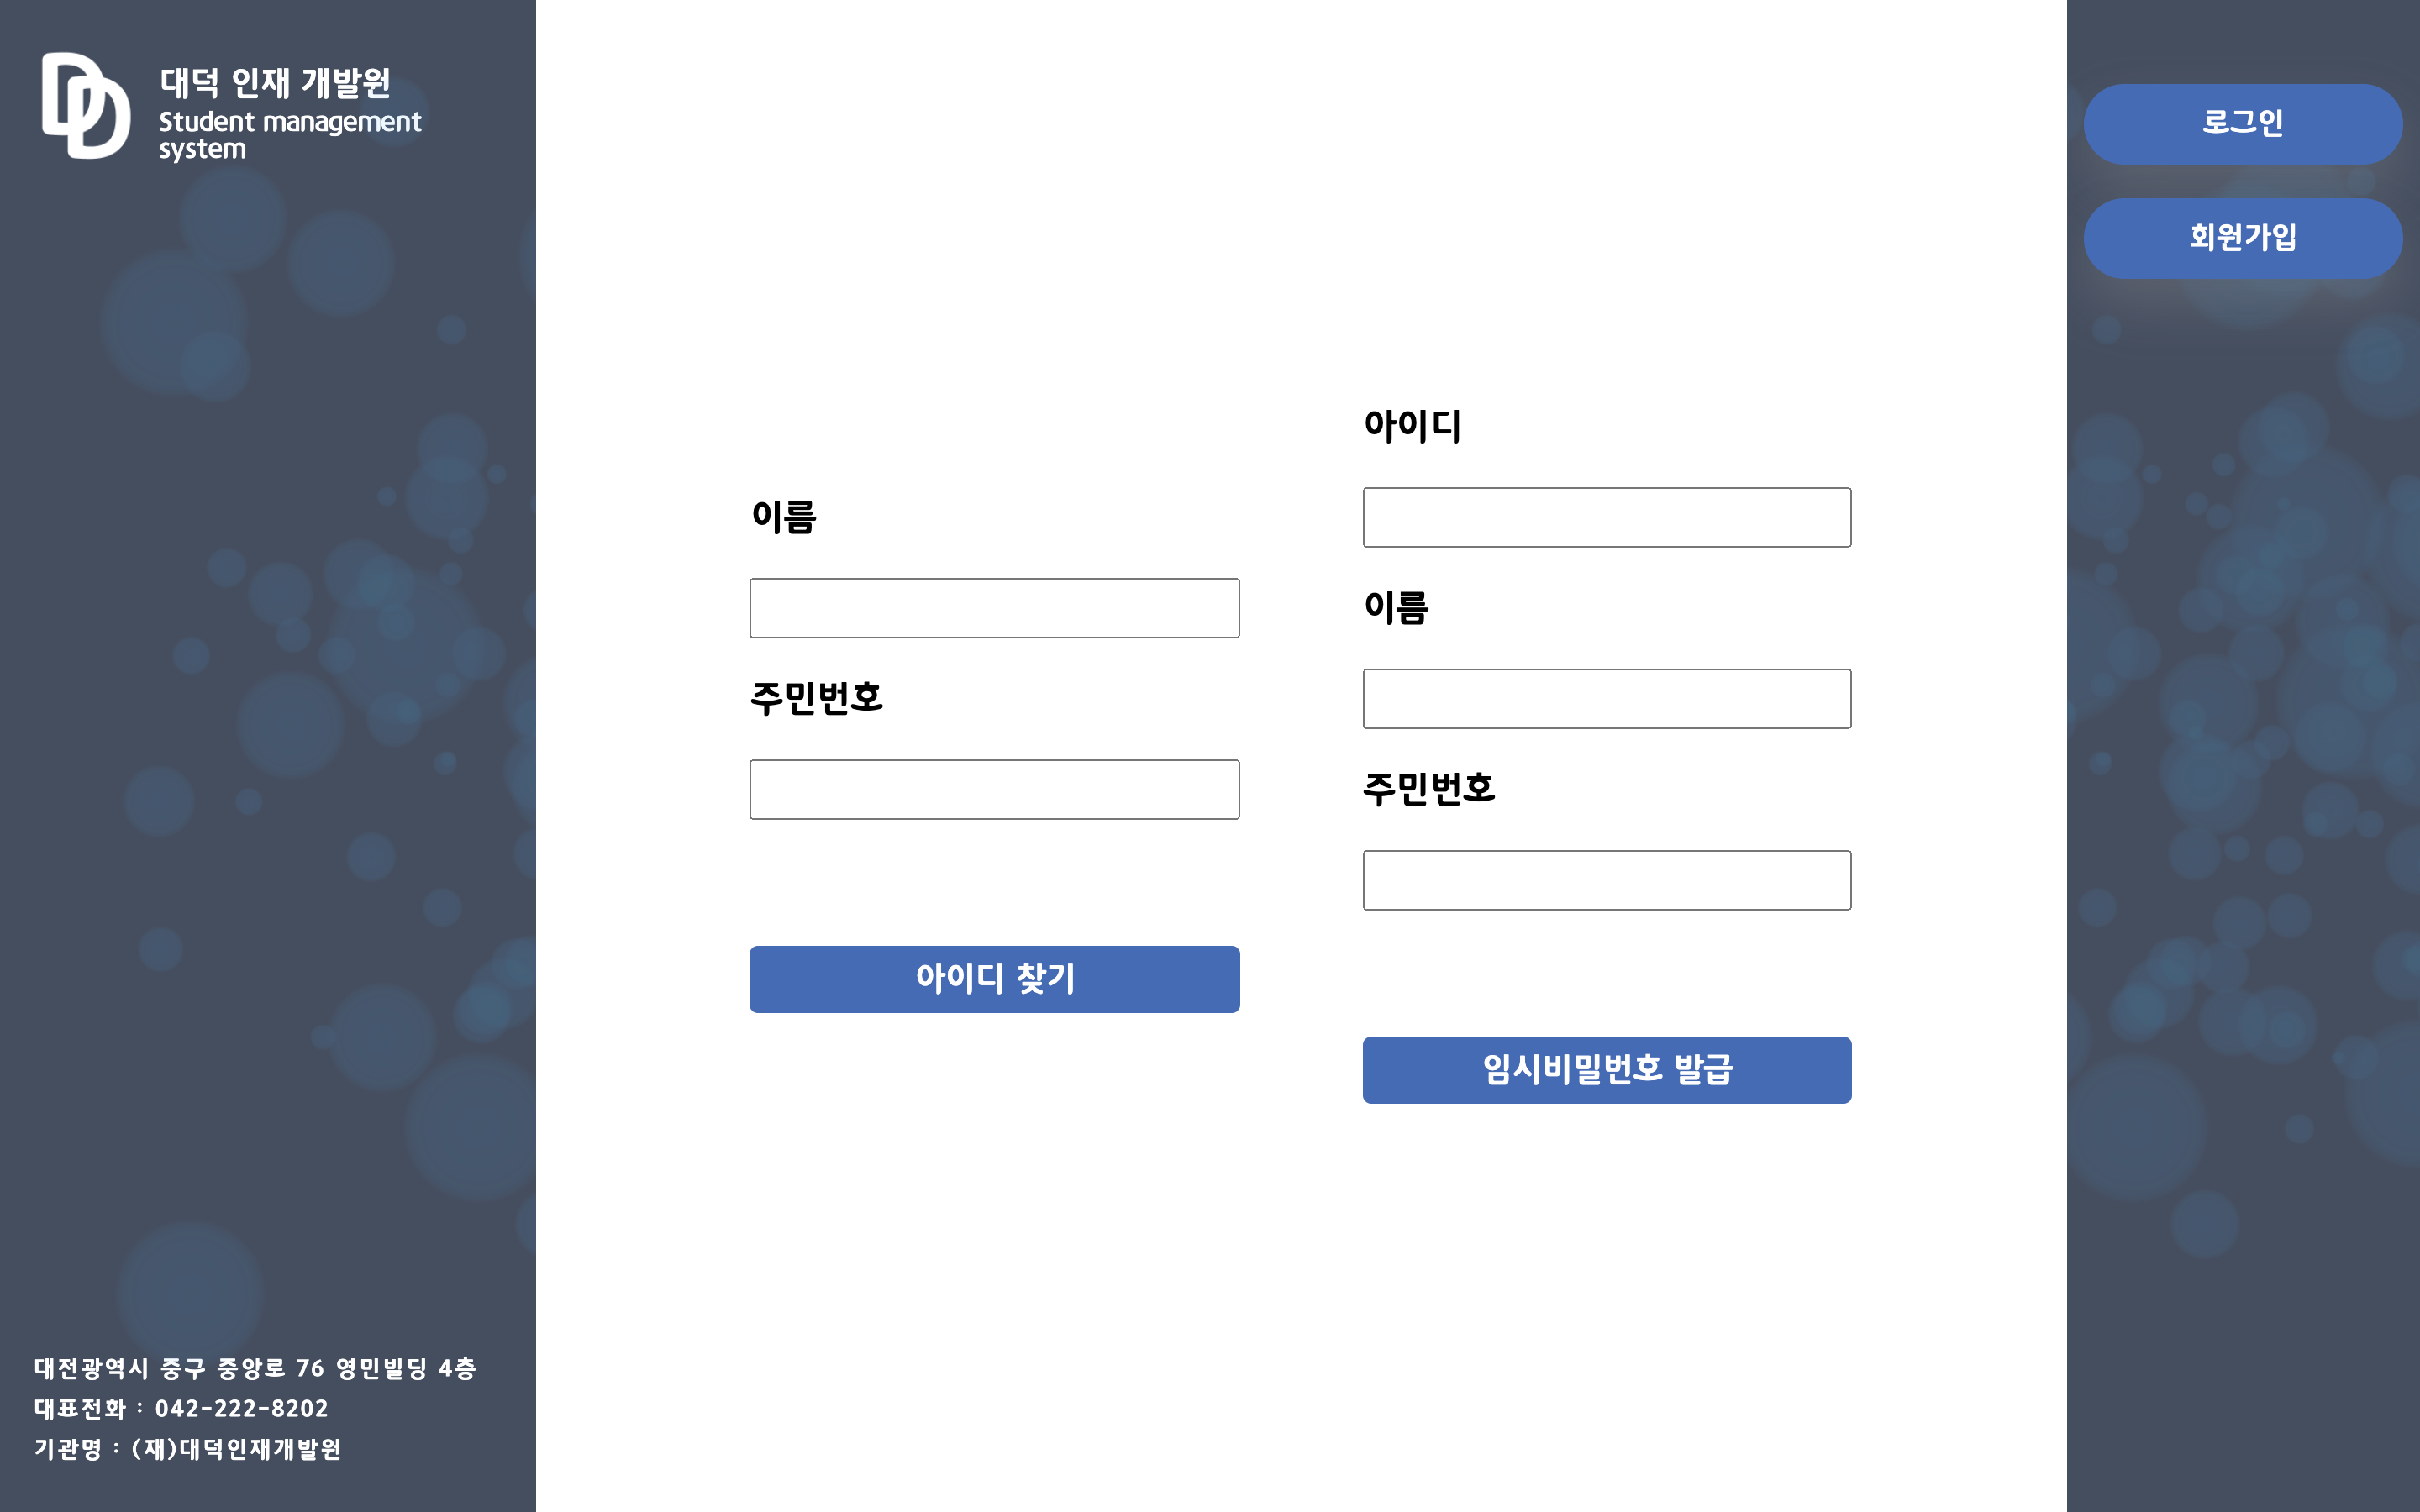 대덕 인재 개발원
Student management
system
이름
주민번호
아이디 찾기
아이디
이름
주민번호
임시비밀번호 발급
로그인
회원가입
대전광역시 중구 중앙로 76 영민빌딩 4층
대표전화 : 042-222-8202
기관명 : (재)대덕인재개발원